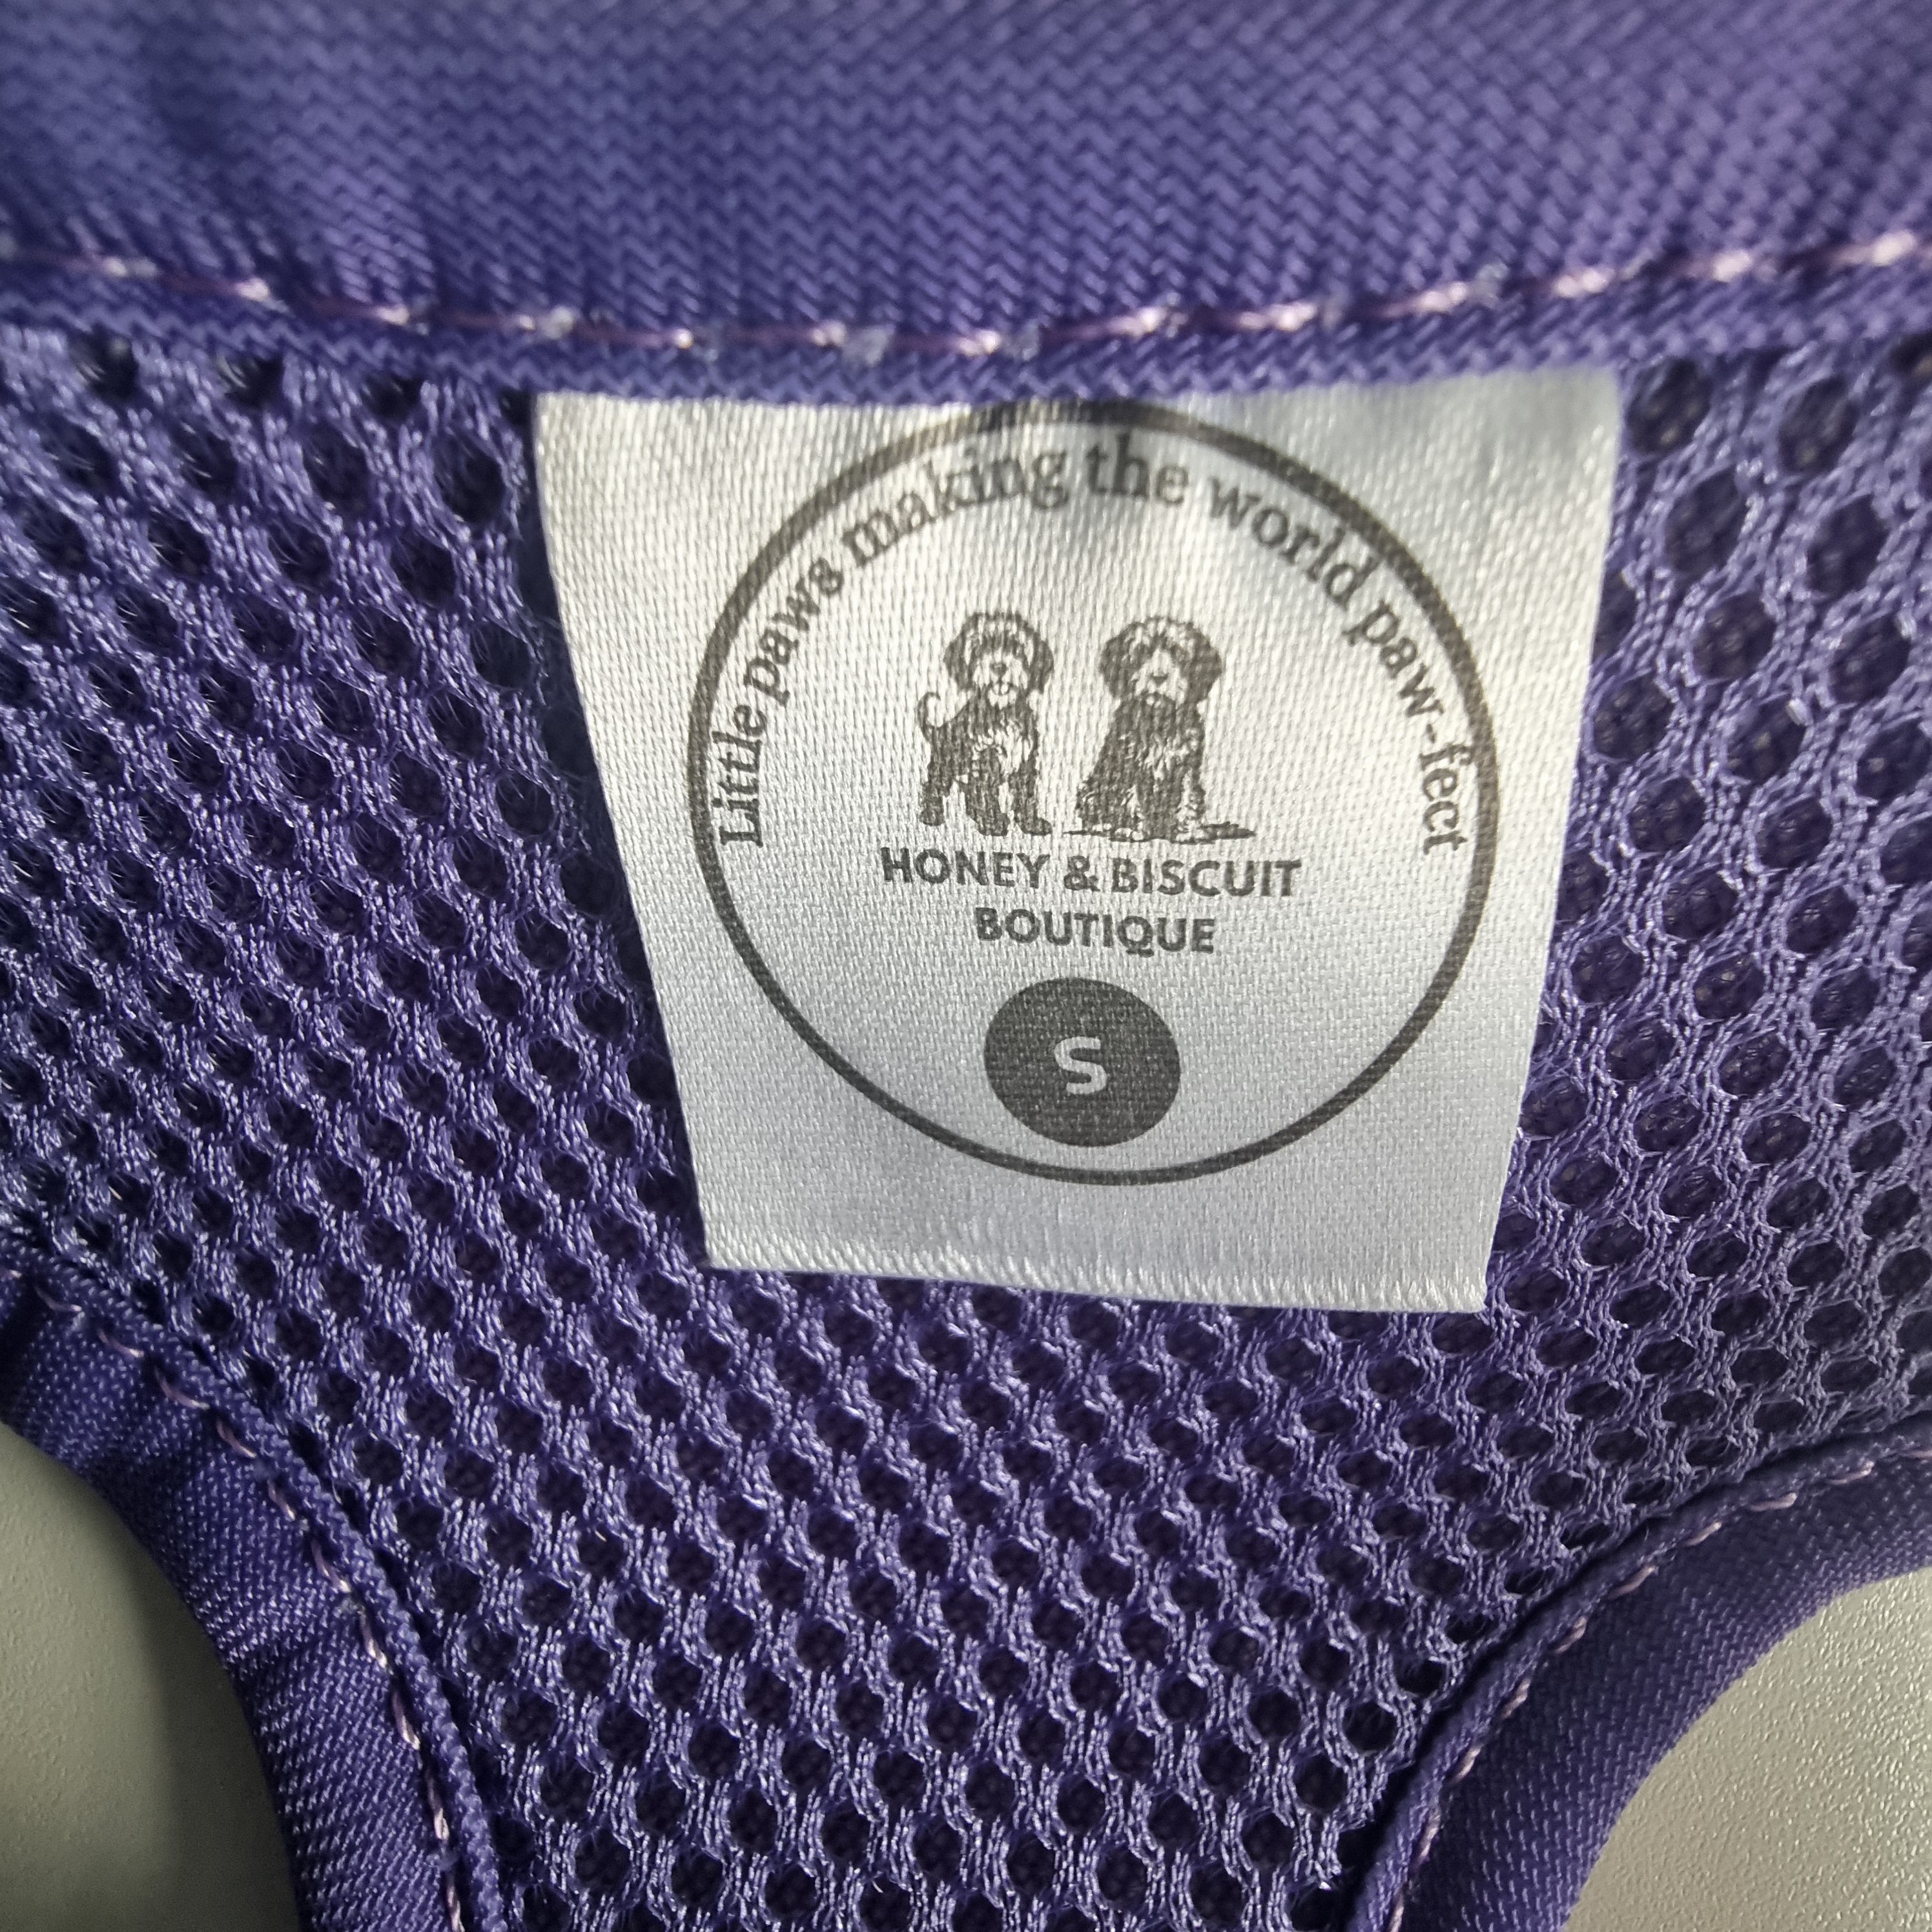 Little paws making the world paw-fect
HONEY & BISCUIT
BOUTIQUE
S